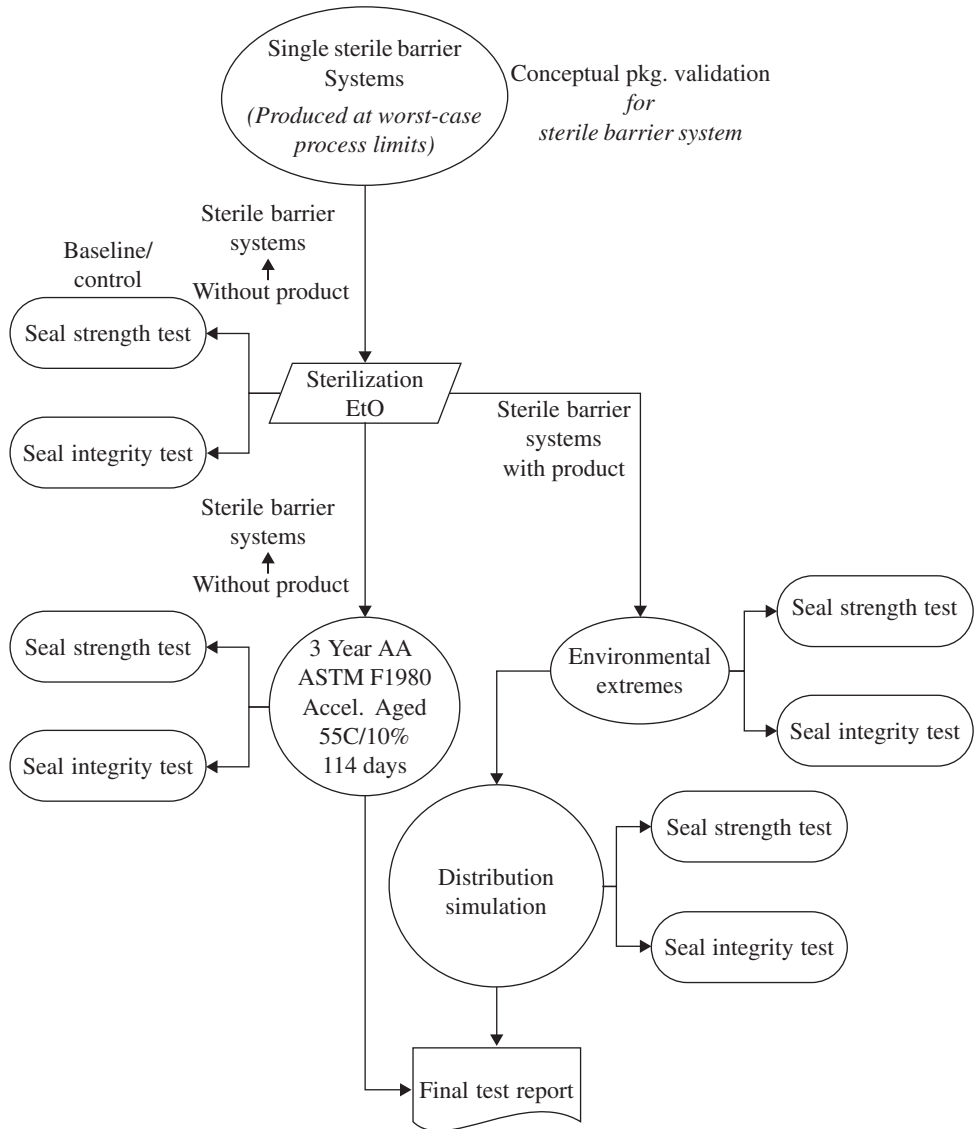 Single sterile barrier
Systems
(Produced at worst-case
process limits)
Conceptual pkg. validation
for
sterile barrier system
Sterile barrier
systems
Without product
Baseline/
control
Seal strength test
Seal integrity test
Sterilization
EtO
Sterile barrier
systems
with product
Sterile barrier
systems
Without product
Seal strength test
Seal integrity test
3 Year AA
ASTM F1980
Accel. Aged
55C/10%
114 days
Environmental
extremes
Seal strength test
Seal integrity test
Distribution
simulation
Seal strength test
Seal integrity test
Final test report